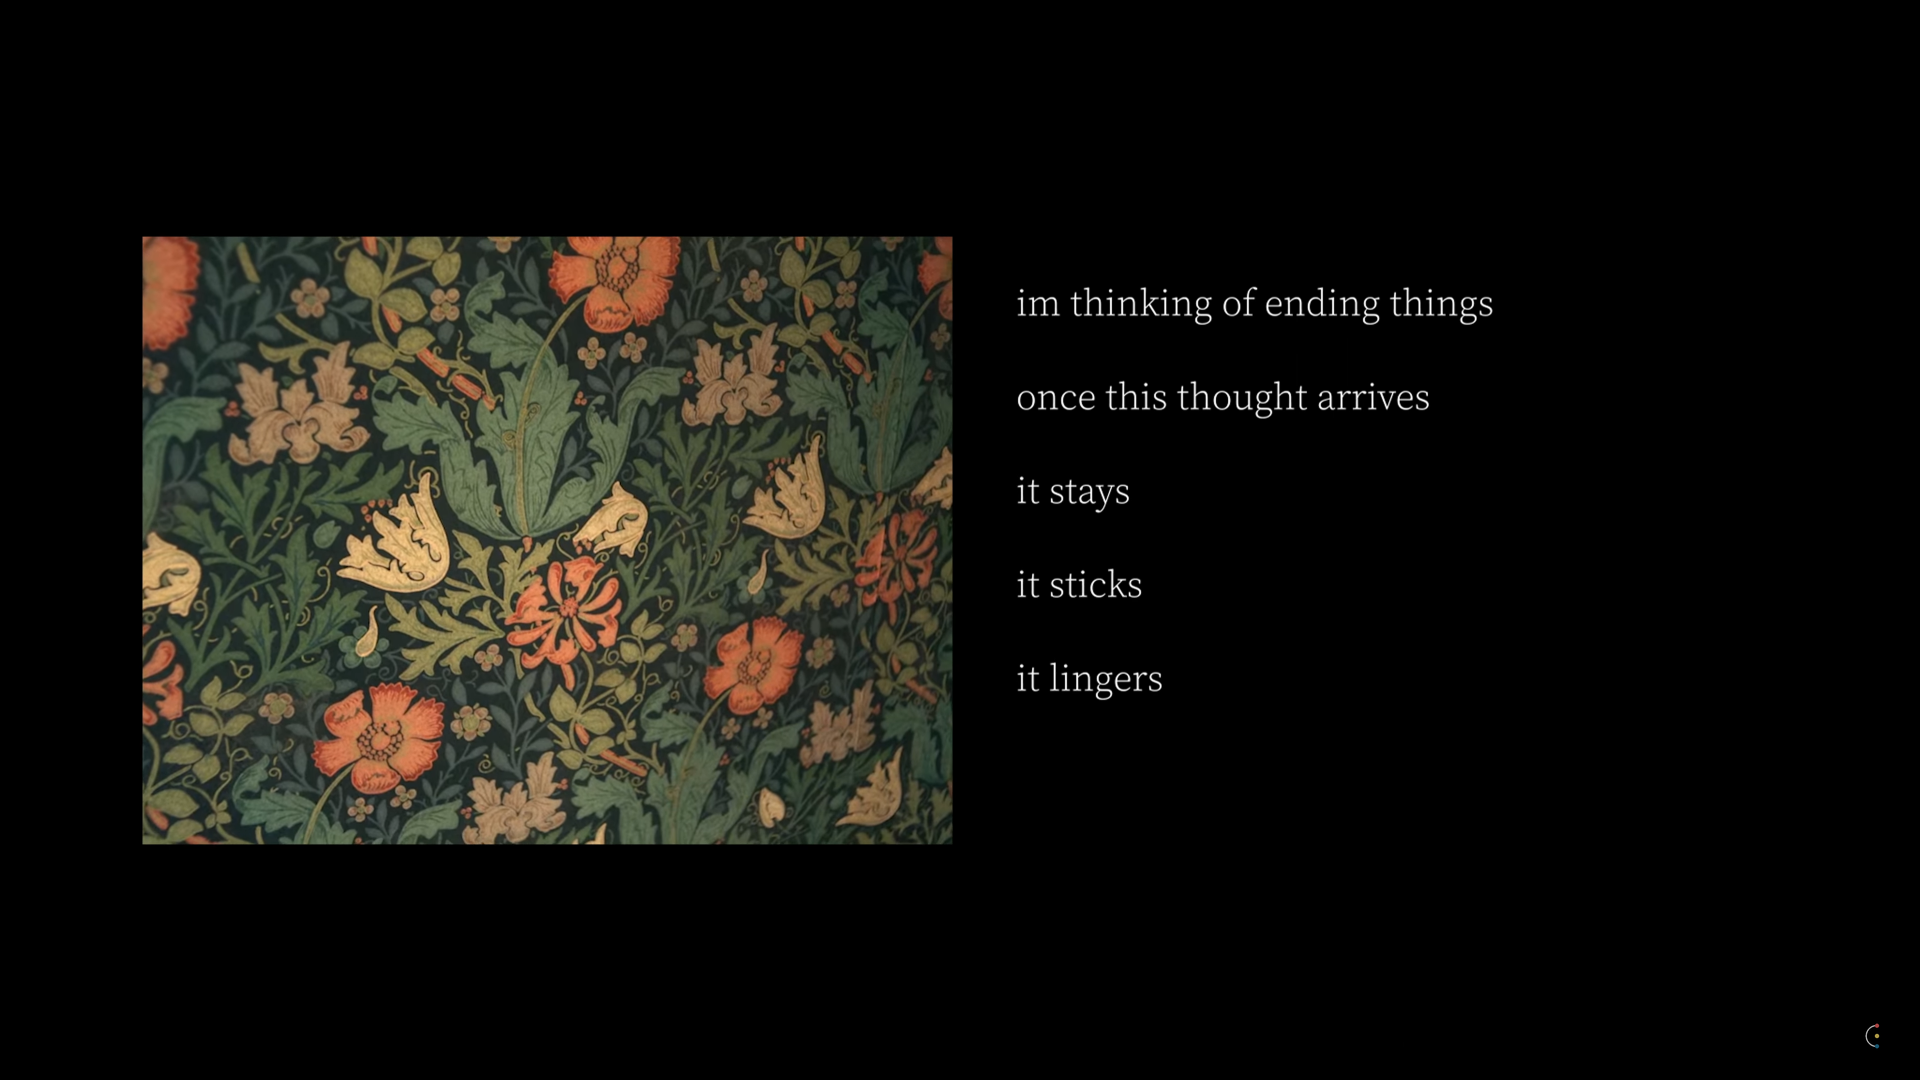 im thinking of ending things
once this thought arrives
it stays
it sticks
it lingers